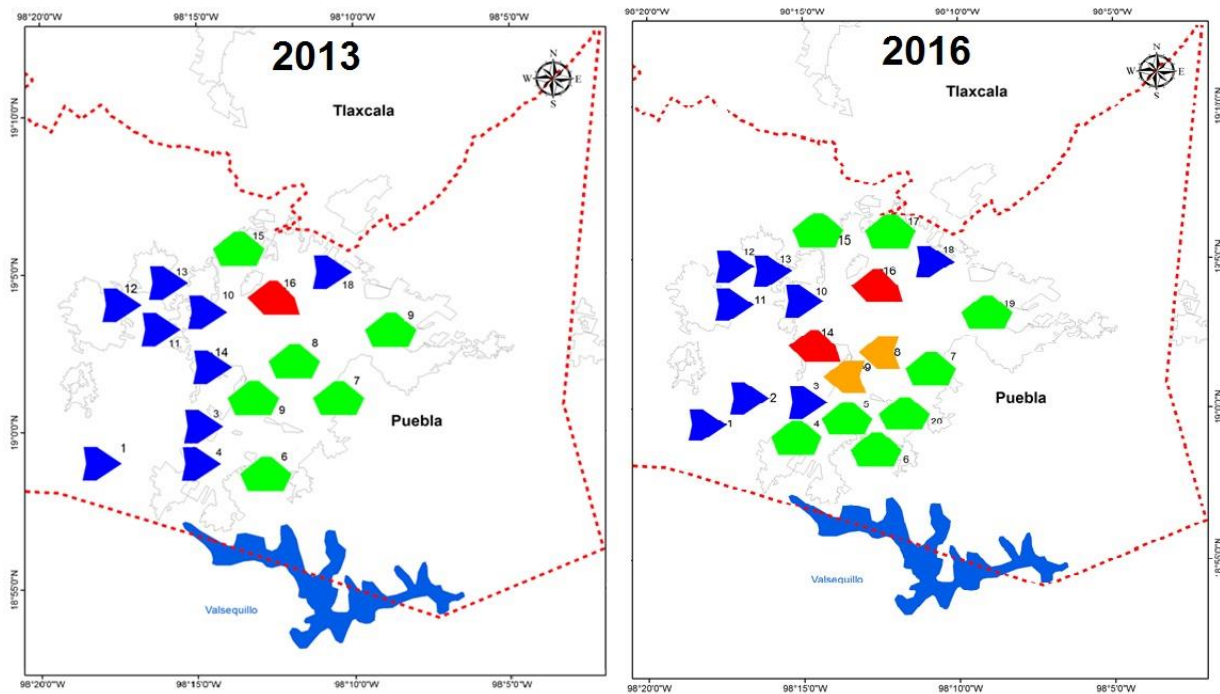 98°20'0"W 98°15'0"W 98°10'0"W 98°5'0"W
2013
N
W E
S
Tlaxcala
19°10'0"N
15
13
16
18
19°5'0"N
12
10
9
11
8
14
7
9
Puebla
3
19°0'0"N
1
4
6
18°55'0"N
Valsequillo
98°20'0"W 98°15'0"W 98°10'0"W 98°5'0"W
98°20'0"W 98°15'0"W 98°10'0"W 98°5'0"W
2016
N
W E
S
Tlaxcala
17
15
18
12
13
16
11
10
19
14
8
7
9
2
3
Puebla
5
20
1
4
6
Valsequillo
98°20'0"W 98°15'0"W 98°10'0"W 98°5'0"W